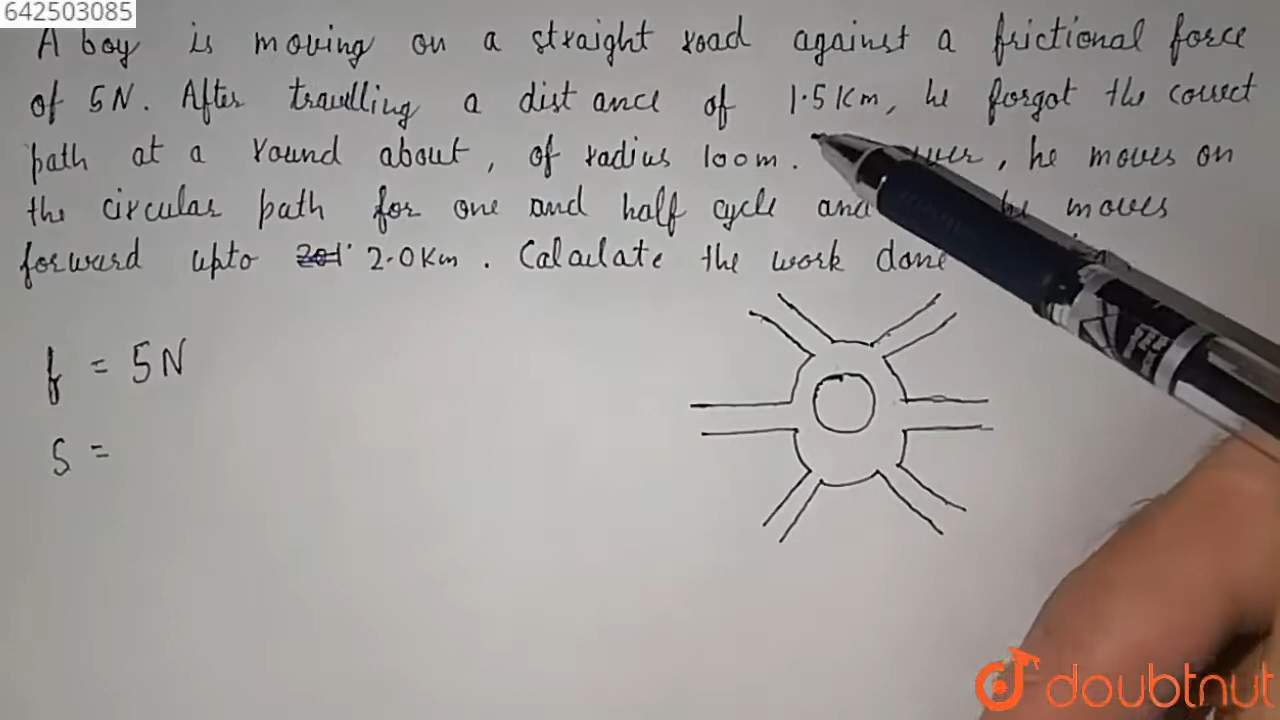 642503085
A boy is moving on a straight road against a frictional force
of 5N. After travelling a distance of 1.5 Km, he forgot the correct
path at a round about, of radius 100m. , he moves on
the circular path for one and half cycle and he moves
forward upto 2.0 Km. Calculate the work done
f = 5N
S =
doubtnut